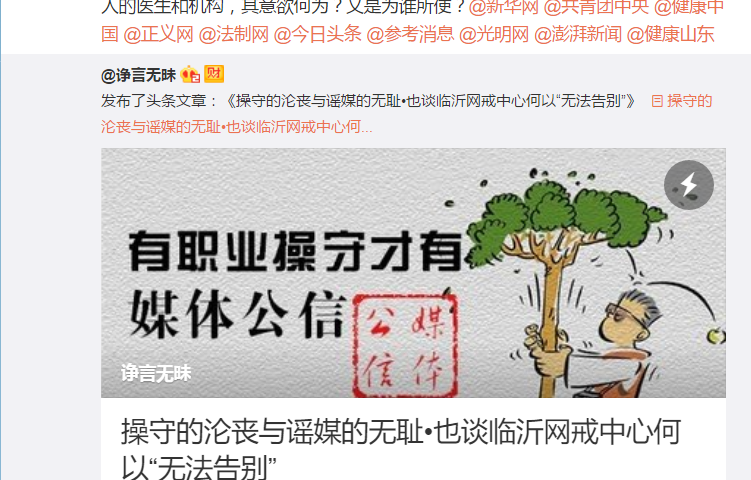 人的医生和机构，其意欲何为？又是为谁所使？@新华网 @共青团中央 @健康中
国 @正义网 @法制网 @今日头条 @参考消息 @光明网 @澎湃新闻 @健康山东
@诤言无昧 财
发布了头条文章：《操守的沦丧与谣媒的无耻•也谈临沂网戒中心何以“无法告别”》 操守的
沦丧与谣媒的无耻•也谈临沂网戒中心何...
有职业操守才有
媒体公信
公 媒
信 体
诤言无昧
操守的沦丧与谣媒的无耻•也谈临沂网戒中心何
以“无法告别”